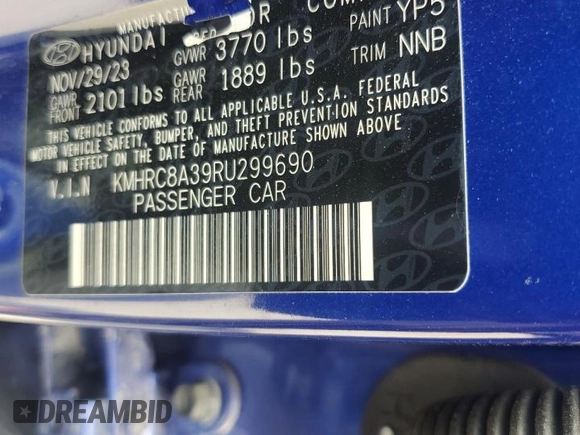 MANUFACTU
HYUNDAI
GVWR 3770 lbs
PAINT YP5
NOV/29/23
GAWR REAR 1889 lbs
TRIM NNB
GAWR FRONT 2101 lbs
THIS VEHICLE CONFORMS TO ALL APPLICABLE U.S.A. FEDERAL
MOTOR VEHICLE SAFETY, BUMPER, AND THEFT PREVENTION STANDARDS
IN EFFECT ON THE DATE OF MANUFACTURE SHOWN ABOVE.
V.I.N KMHRC8A39RU299690
PASSENGER CAR
DREAMBID